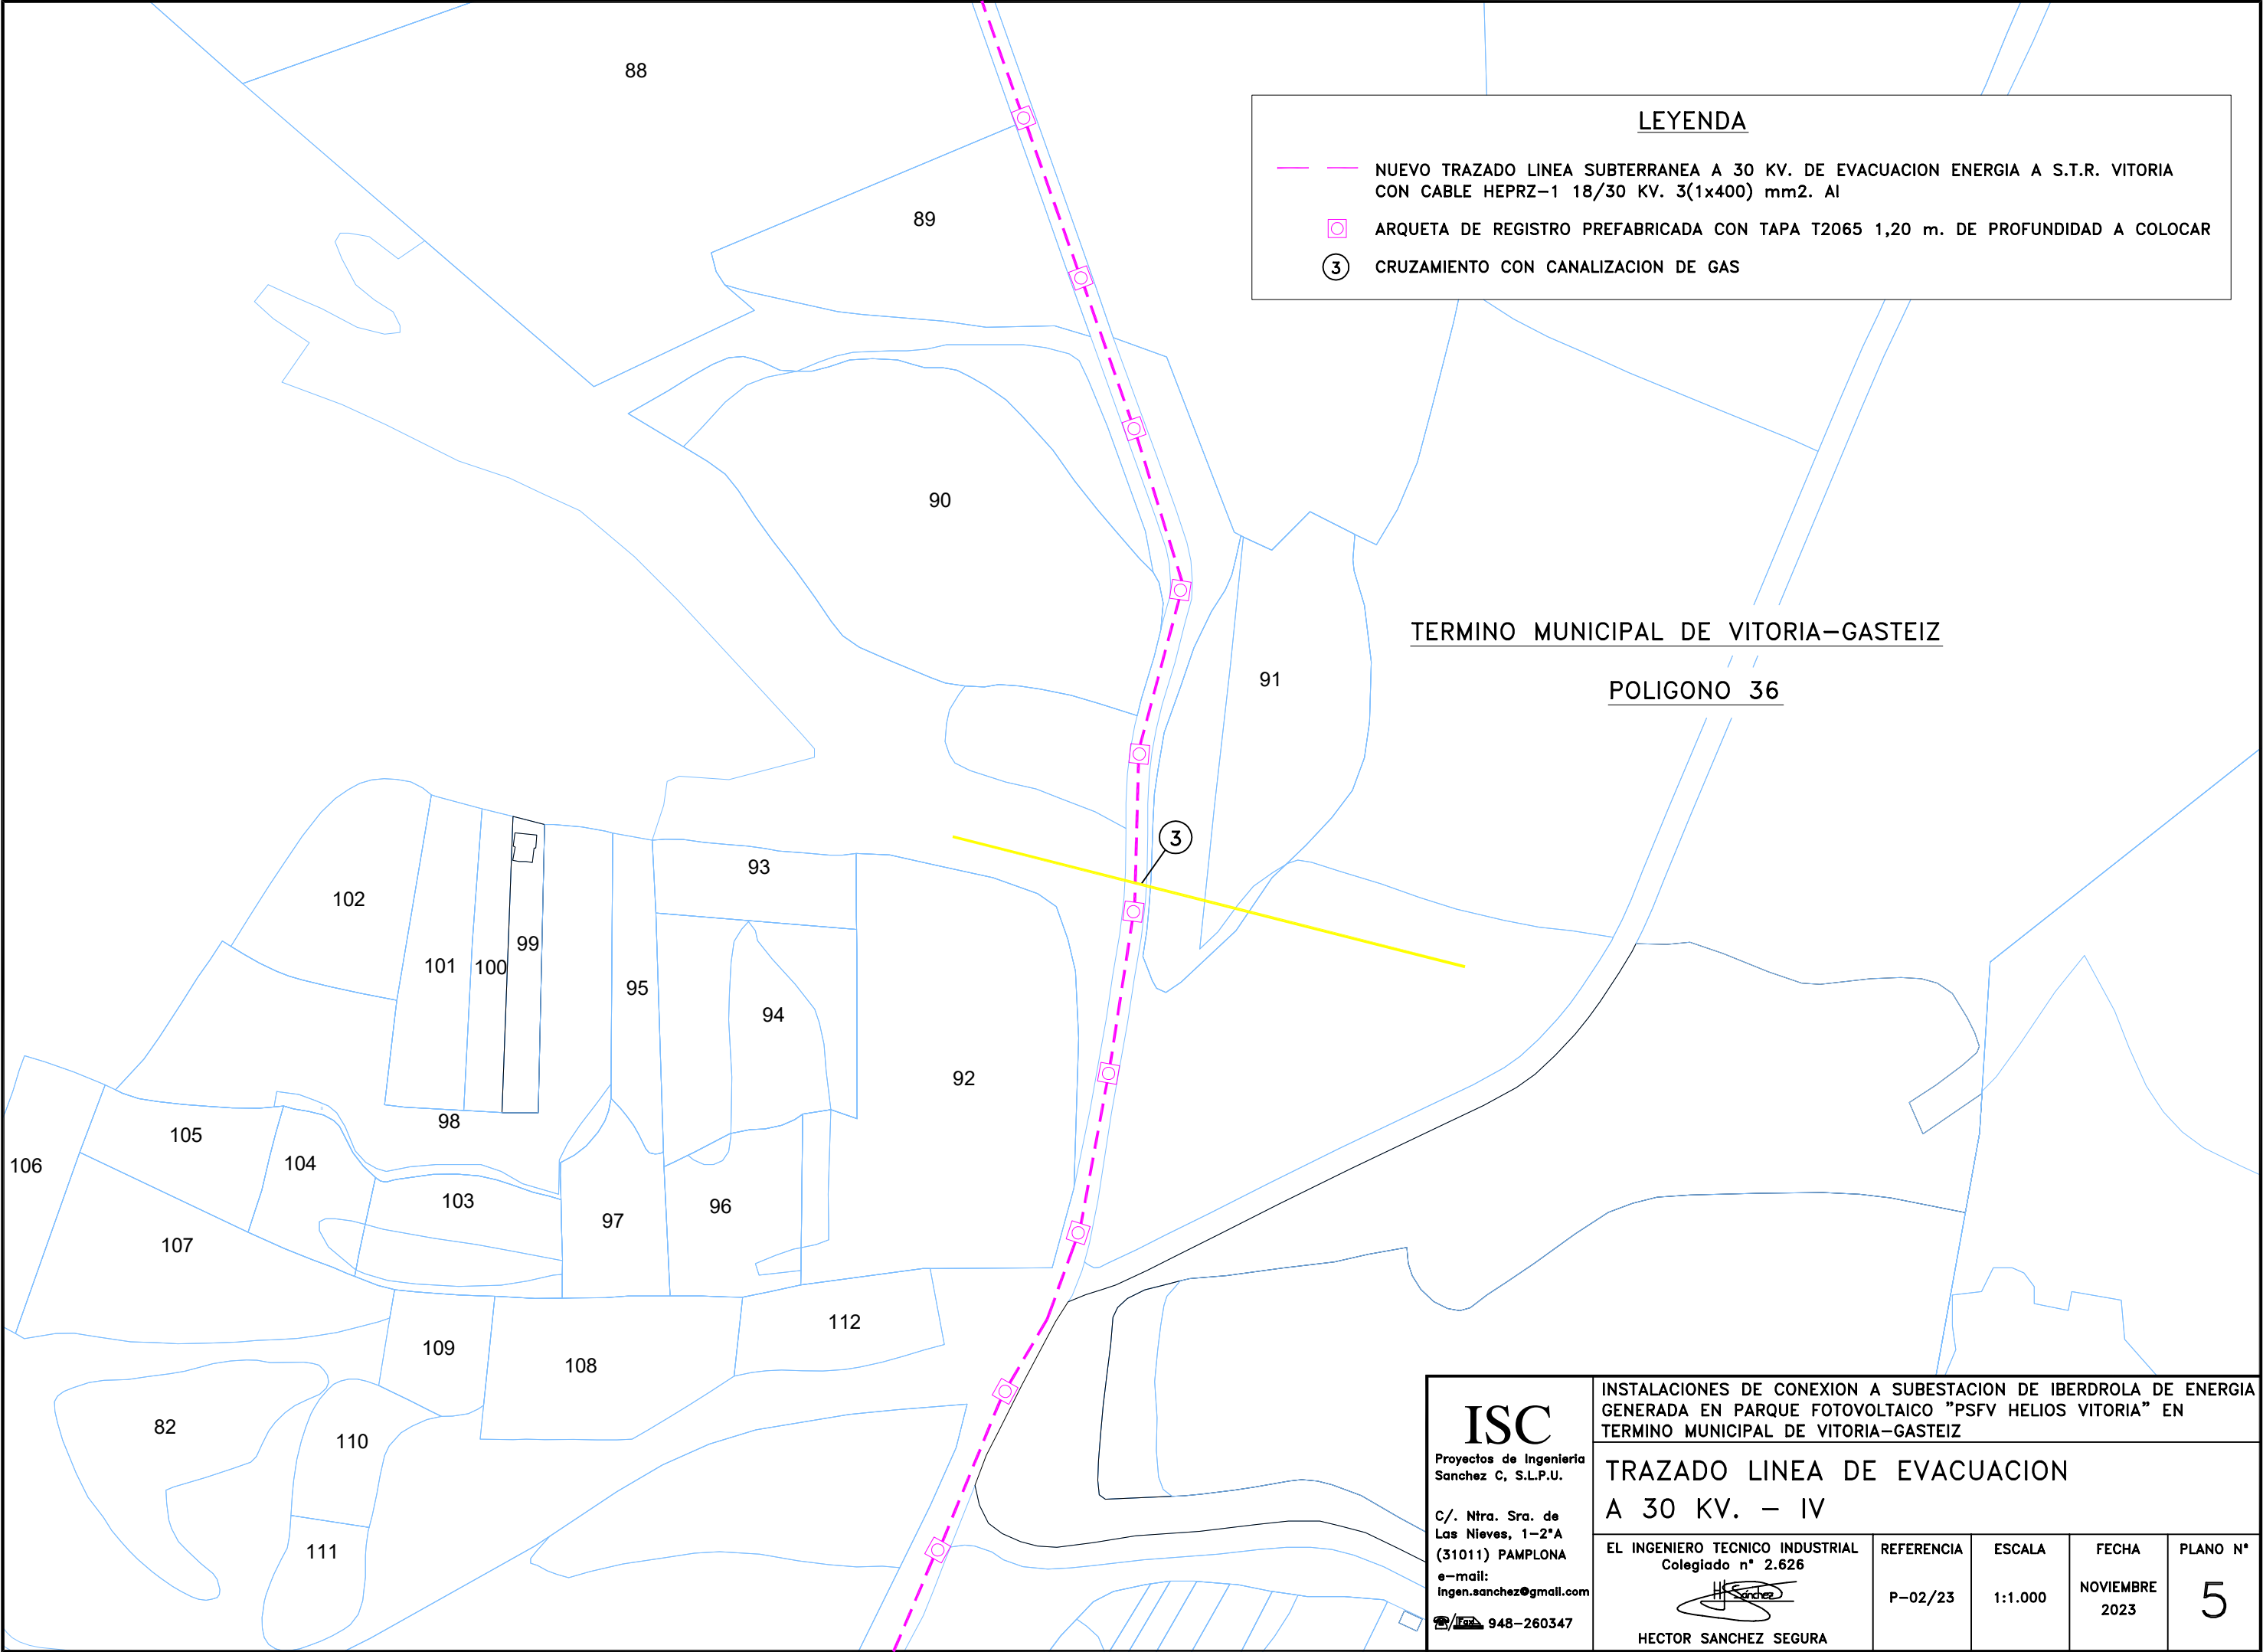 88
LEYENDA
NUEVO TRAZADO LINEA SUBTERRANEA A 30 KV. DE EVACUACION ENERGIA A S.T.R. VITORIA
CON CABLE HEPRZ-1 18/30 KV. 3(1x400) mm2. Al
ARQUETA DE REGISTRO PREFABRICADA CON TAPA T2065 1,20 m. DE PROFUNDIDAD A COLOCAR
3 CRUZAMIENTO CON CANALIZACION DE GAS
89
90
TERMINO MUNICIPAL DE VITORIA-GASTEIZ
91
POLIGONO 36
3
93
102
99
101
100
95
94
92
98
105
104
106
103
96
97
107
112
109
108
82
110
111
ISC
Proyectos de Ingenieria
Sanchez C, S.L.P.U.
C/. Ntra. Sra. de
Las Nieves, 1-2ªA
(31011) PAMPLONA
e-mail:
ingen.sanchez@gmail.com
/Fax 948-260347
INSTALACIONES DE CONEXION A SUBESTACION DE IBERDROLA DE ENERGIA
GENERADA EN PARQUE FOTOVOLTAICO "PSFV HELIOS VITORIA" EN
TERMINO MUNICIPAL DE VITORIA-GASTEIZ
TRAZADO LINEA DE EVACUACION
A 30 KV. - IV
EL INGENIERO TECNICO INDUSTRIAL
Colegiado nº 2.626
HJ Sánchez
HECTOR SANCHEZ SEGURA
REFERENCIA
P-02/23
ESCALA
1:1.000
FECHA
NOVIEMBRE
2023
PLANO Nº
5